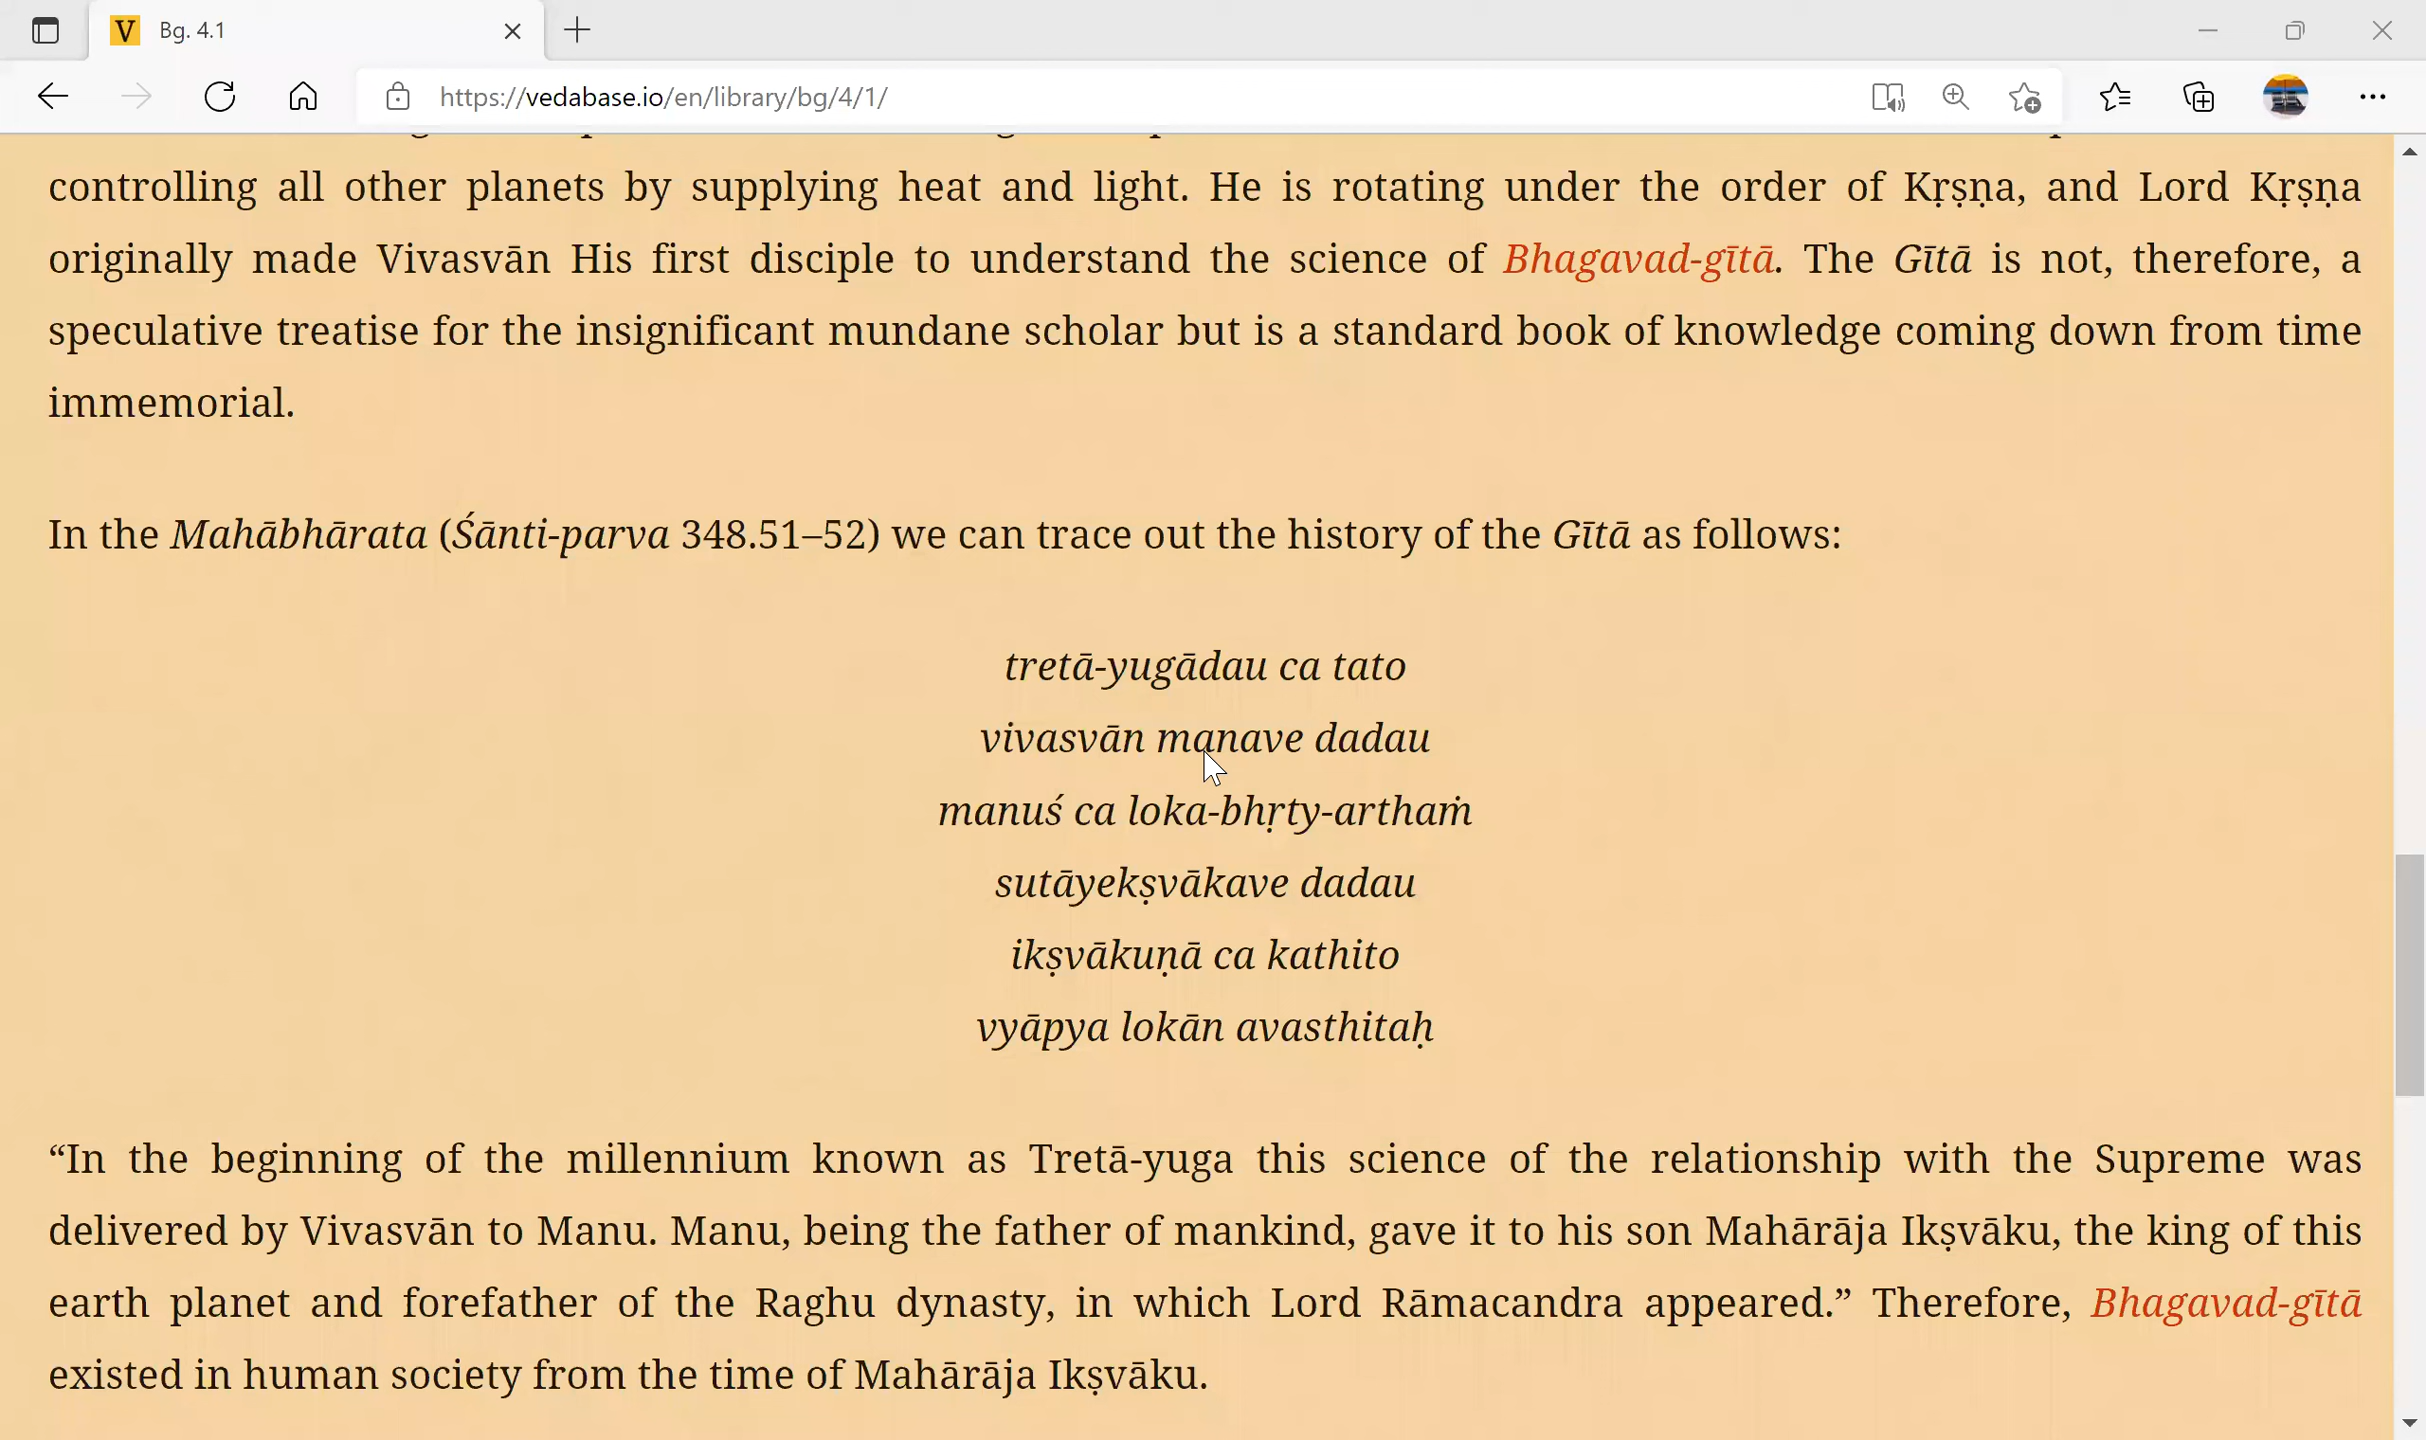 Bg. 4.1
https://vedabase.io/en/library/bg/4/1/
controlling all other planets by supplying heat and light. He is rotating under the order of Kṛṣṇa, and Lord Kṛṣṇa
originally made Vivasvān His first disciple to understand the science of Bhagavad-gītā. The Gītā is not, therefore, a
speculative treatise for the insignificant mundane scholar but is a standard book of knowledge coming down from time
immemorial.
In the Mahābhārata (Śānti-parva 348.51–52) we can trace out the history of the Gītā as follows:
tretā-yugādau ca tato
vivasvān manave dadau
manuś ca loka-bhṛty-arthaṁ
sutāyekṣvākave dadau
ikṣvākuṇā ca kathito
vyāpya lokān avasthitaḥ
“In the beginning of the millennium known as Tretā-yuga this science of the relationship with the Supreme was
delivered by Vivasvān to Manu. Manu, being the father of mankind, gave it to his son Mahārāja Ikṣvāku, the king of this
earth planet and forefather of the Raghu dynasty, in which Lord Rāmacandra appeared.” Therefore, Bhagavad-gītā
existed in human society from the time of Mahārāja Ikṣvāku.